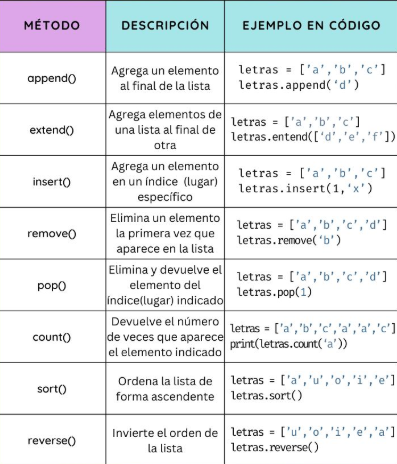 MÉTODO
DESCRIPCIÓN
EJEMPLO EN CÓDIGO
append()
Agrega un elemento
al final de la lista
letras = ['a','b','c']
letras.append('d')
extend()
Agrega elementos de
una lista al final de
otra
letras = ['a','b','c']
letras.entend(['d','e','f'])
insert()
Agrega un elemento
en un índice (lugar)
específico
letras = ['a','b','c']
letras.insert(1,'x')
remove()
Elimina un elemento
la primera vez que
aparece en la lista
letras = ['a','b','c','d']
letras.remove('b')
pop()
Elimina y devuelve el
elemento del
índice(lugar) indicado
letras = ['a','b','c','d']
letras.pop(1)
count()
Devuelve el número
de veces que aparece
el elemento indicado
letras = ['a','b','c','a','a','c']
print(letras.count('a'))
sort()
Ordena la lista de
forma ascendente
letras = ['a','u','o','i','e']
letras.sort()
reverse()
Invierte el orden de
la lista
letras = ['u','o','i','e','a']
letras.reverse()